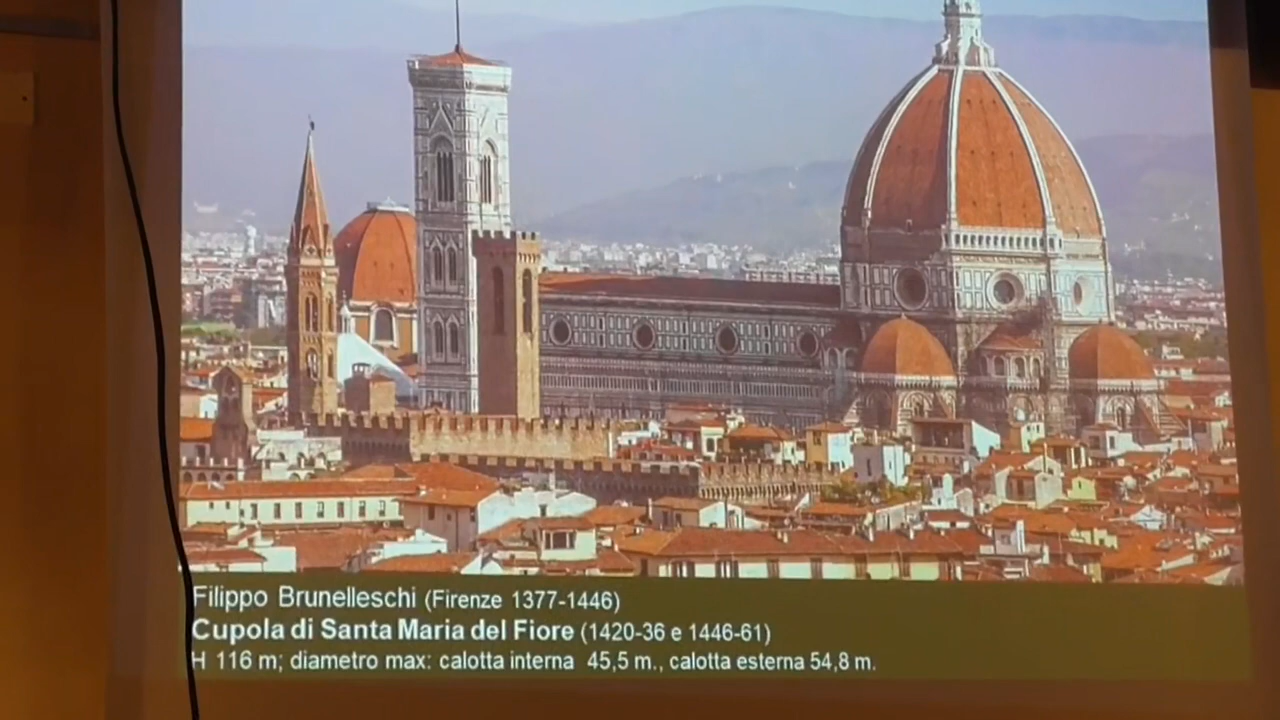 Filippo Brunelleschi (Firenze 1377-1446)
Cupola di Santa Maria del Fiore (1420-36 e 1446-61)
H 116 m; diametro max: calotta interna 45,5 m., calotta esterna 54,8 m.